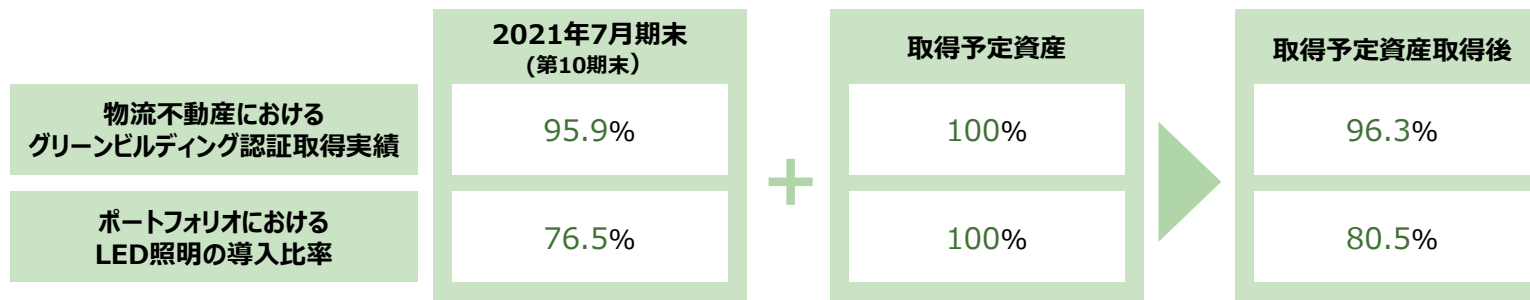 2021年7月期末
(第10期末）
取得予定資産
取得予定資産取得後
物流不動産における
グリーンビルディング認証取得実績
95.9%
+
100%
96.3%
ポートフォリオにおける
LED照明の導入比率
76.5%
100%
80.5%